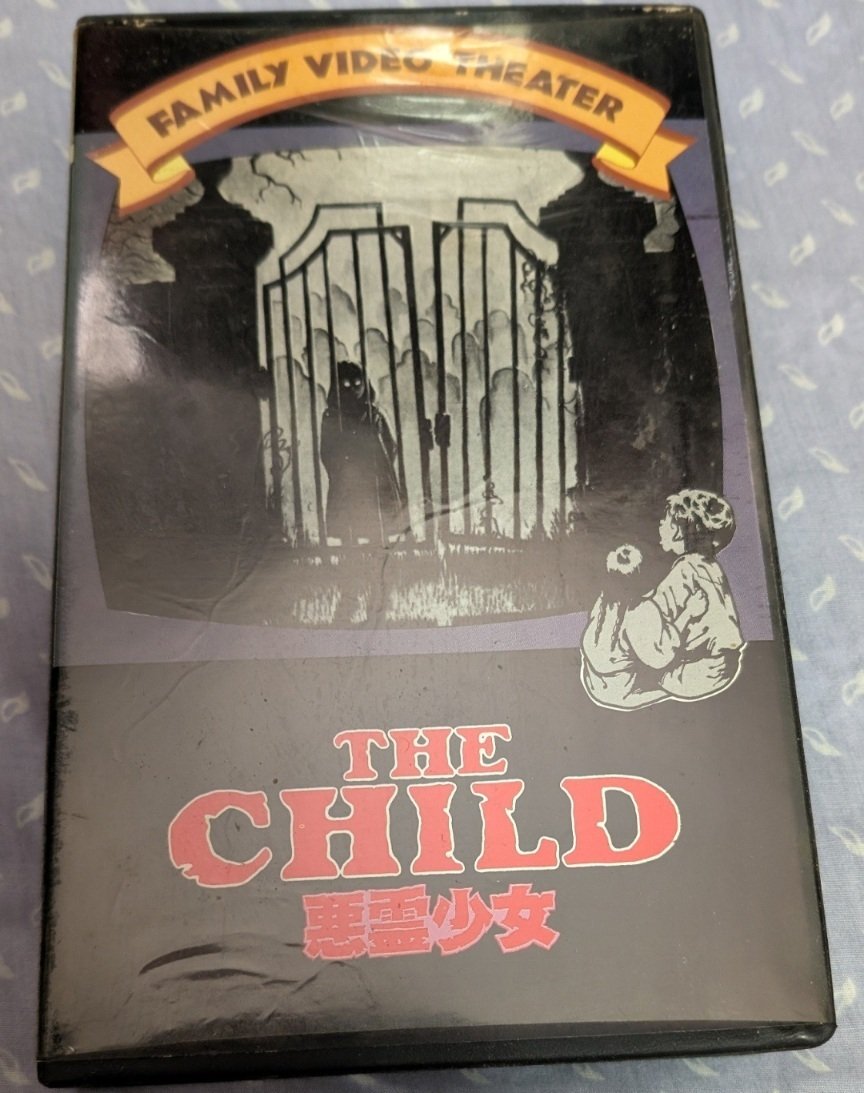 FAMILY VIDEO THEATER
THE
CHILD
悪霊少女